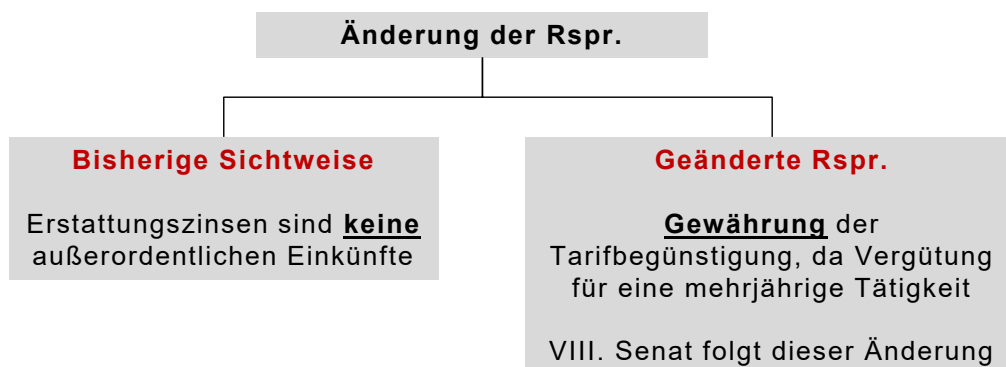 Änderung der Rspr.
Bisherige Sichtweise
Erstattungszinsen sind keine
außerordentlichen Einkünfte
Geänderte Rspr.
Gewährung der
Tarifbegünstigung, da Vergütung
für eine mehrjährige Tätigkeit
VIII. Senat folgt dieser Änderung